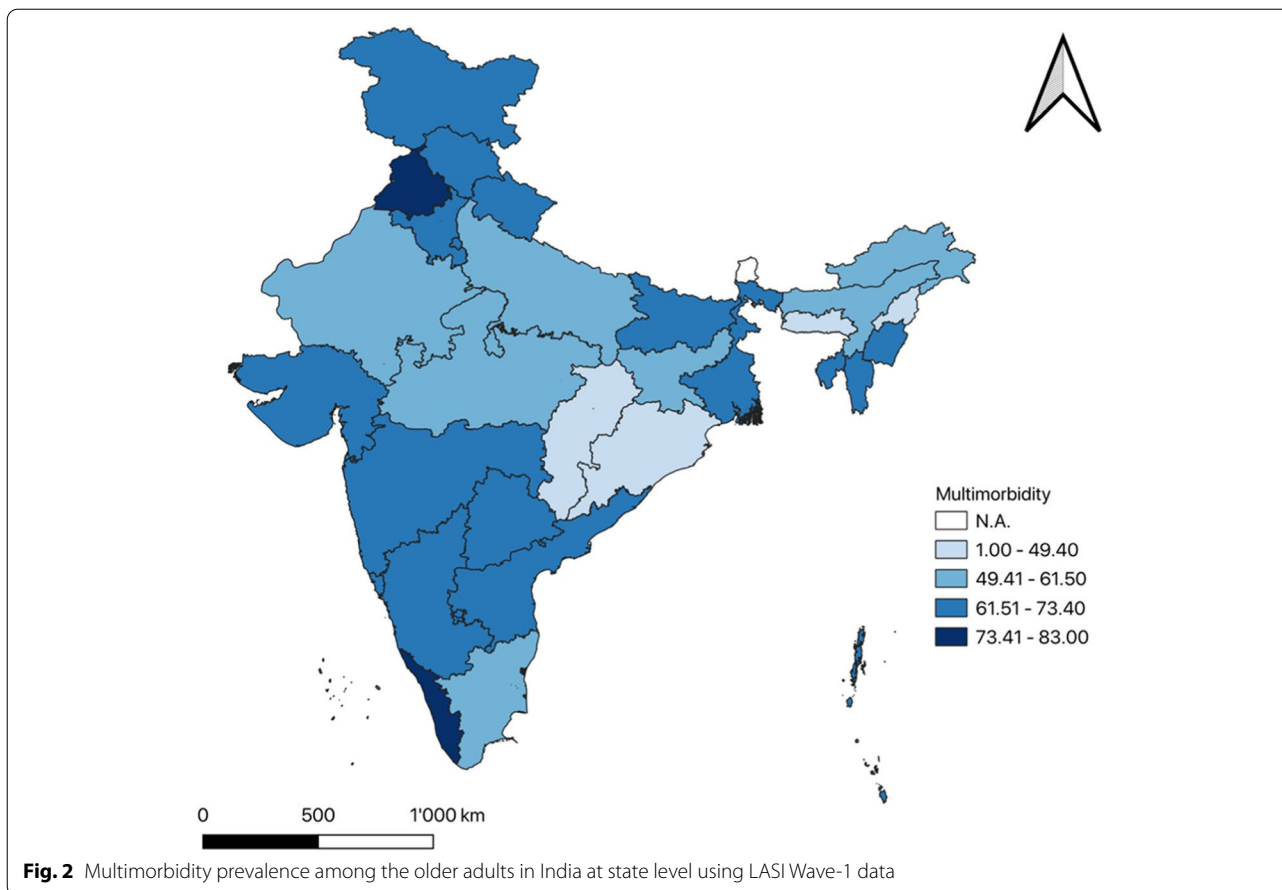 Multimorbidity
N.A.
1.00 - 49.40
49.41 - 61.50
61.51 - 73.40
73.41 - 83.00
0 500 1'000 km
Fig. 2 Multimorbidity prevalence among the older adults in India at state level using LASI Wave-1 data